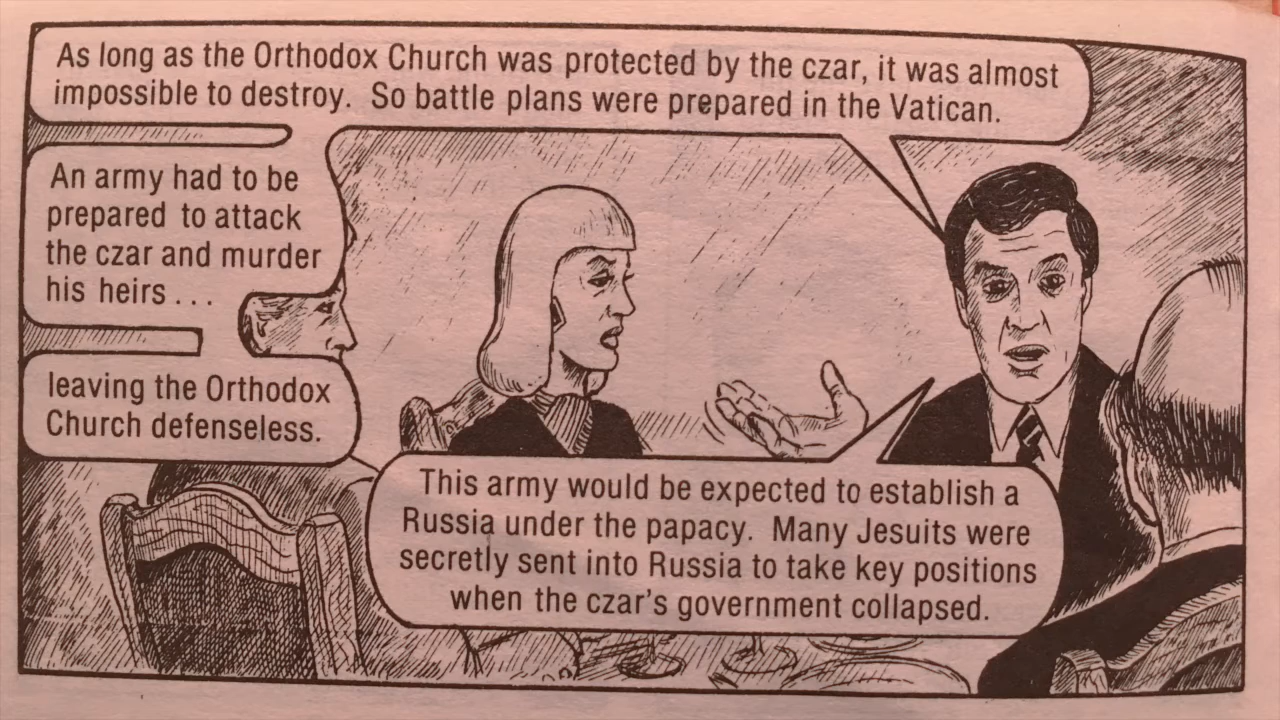 As long as the Orthodox Church was protected by the czar, it was almost
impossible to destroy. So battle plans were prepared in the Vatican.
An army had to be
prepared to attack
the czar and murder
his heirs . . .
leaving the Orthodox
Church defenseless.
This army would be expected to establish a
Russia under the papacy. Many Jesuits were
secretly sent into Russia to take key positions
when the czar's government collapsed.